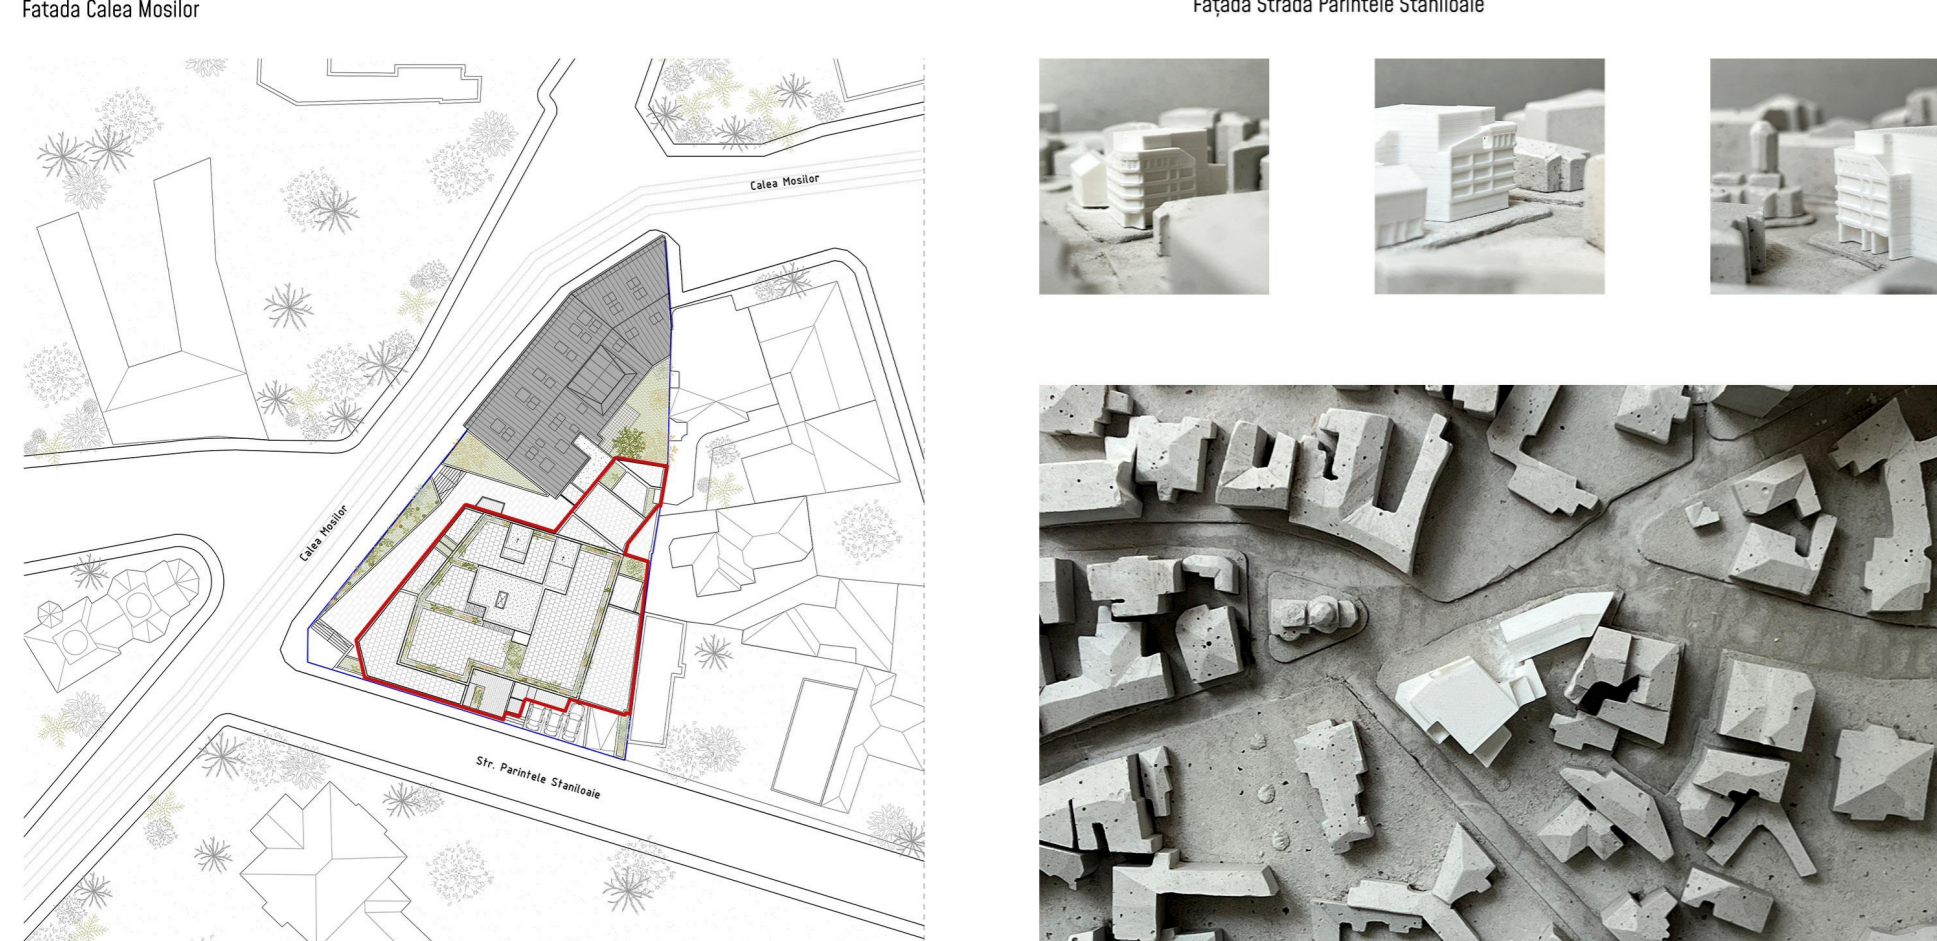 Fatada Calea Mosilor
Fațada Strada Parintele Staniloaie
Calea Mosilor
Calea Mosilor
Str. Parintele Staniloaie